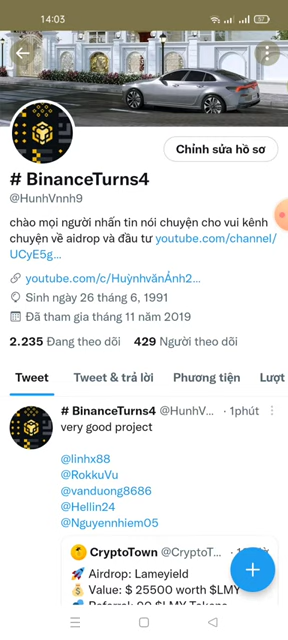 14:03
57
Chỉnh sửa hồ sơ
# BinanceTurns4
@HunhVnnh9
chào mọi người nhấn tin nói chuyện cho vui kênh
chuyện về aidrop và đầu tư youtube.com/channel/
UCyE5g...
youtube.com/c/HuỳnhvănẢnh2...
Sinh ngày 26 tháng 6, 1991
Đã tham gia tháng 11 năm 2019
2.235 Đang theo dõi 429 Người theo dõi
Tweet Tweet & trả lời Phương tiện Lượt
# BinanceTurns4 @HunhV... · 1phút
very good project
@linhx88
@RokkuVu
@vanduong8686
@Hellin24
@Nguyennhiem05
CryptoTown @CryptoT...
Airdrop: Lameyield
Value: $ 25500 worth $LMY